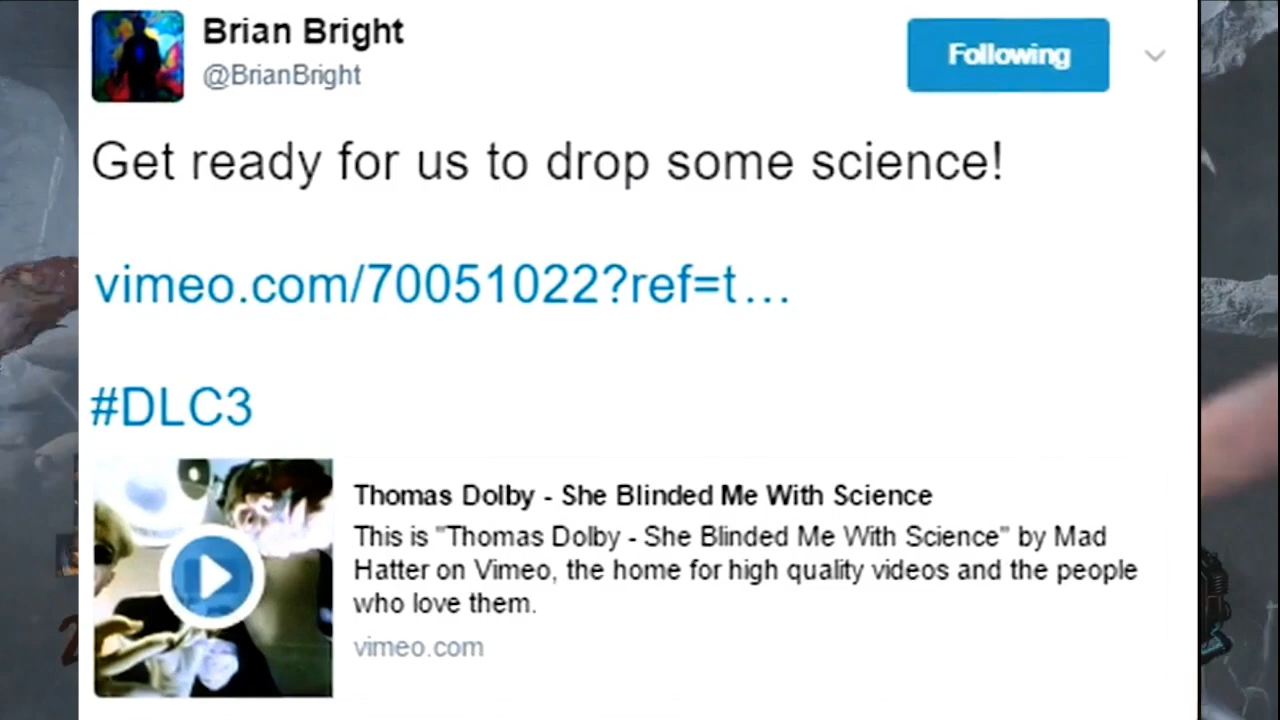 Brian Bright
@BrianBright
Following
Get ready for us to drop some science!
vimeo.com/70051022?ref=t...
#DLC3
Thomas Dolby - She Blinded Me With Science
This is "Thomas Dolby - She Blinded Me With Science" by Mad
Hatter on Vimeo, the home for high quality videos and the people
who love them.
vimeo.com